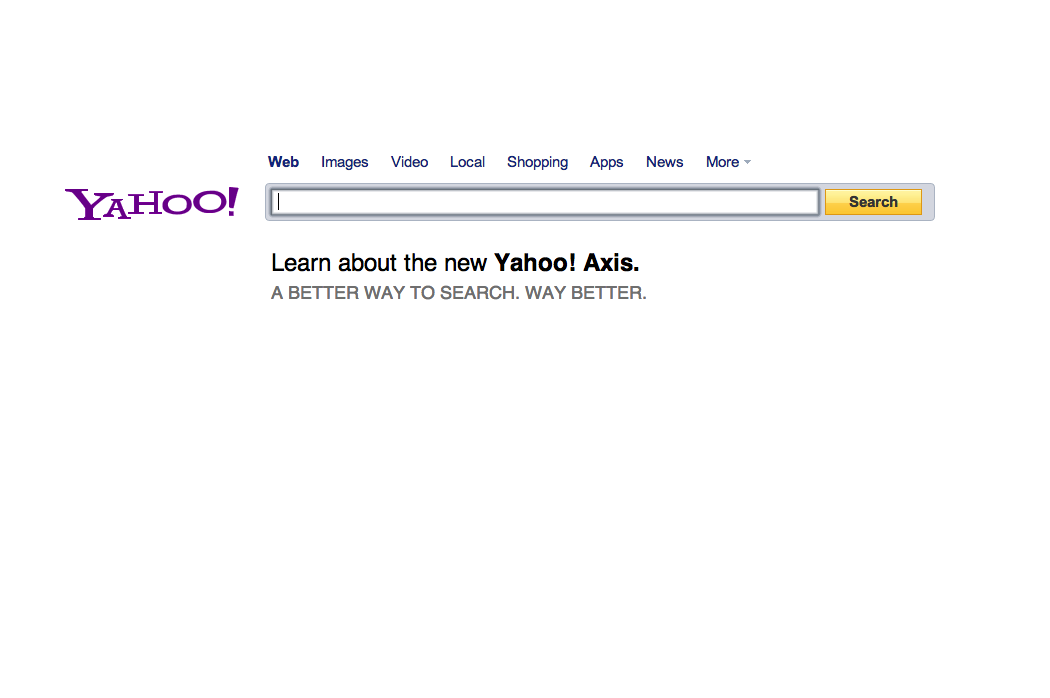 Web Images Video Local Shopping Apps News More
YAHOO! Search
Learn about the new Yahoo! Axis.
A BETTER WAY TO SEARCH. WAY BETTER.